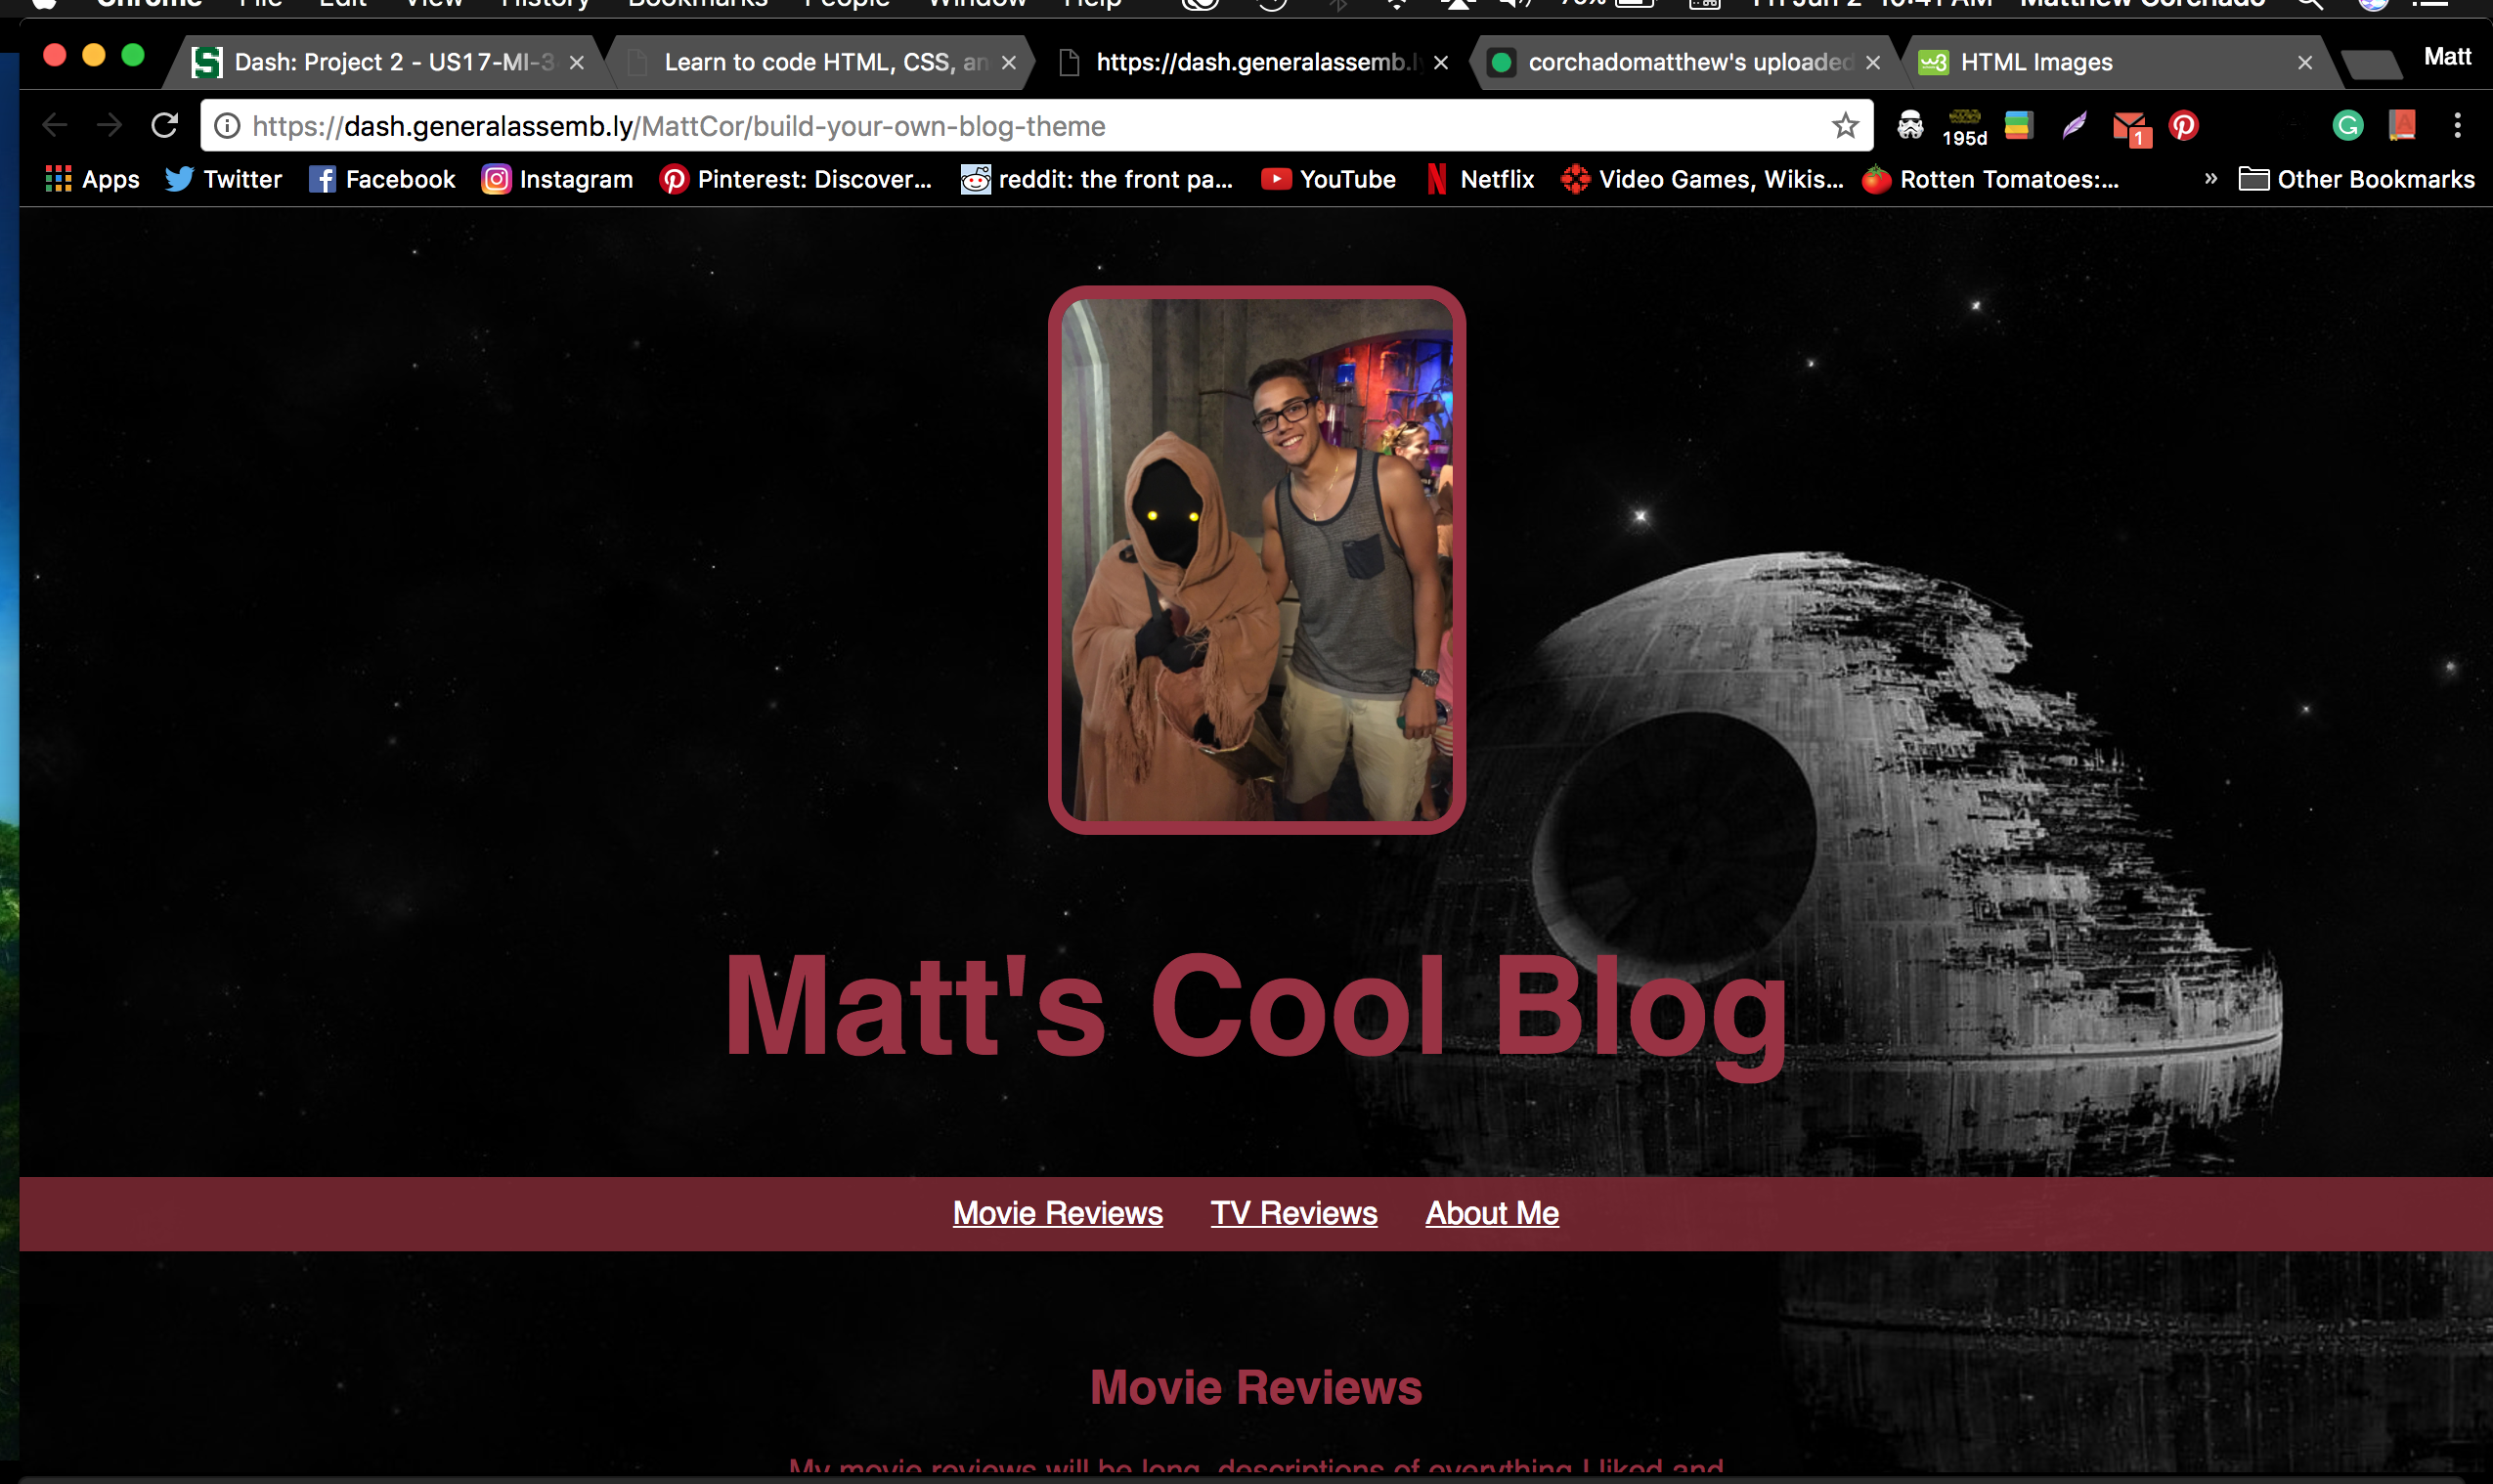 Chrome File Edit View History Bookmarks People Window Help Fri Jun 2 10:41 AM Matthew Corchado
Dash: Project 2 - US17-MI-3
Learn to code HTML, CSS, an
https://dash.generalassemb.l
corchadomatthew's uploaded
HTML Images
Matt
https://dash.generalassemb.ly/MattCor/build-your-own-blog-theme
195d
1
Apps Twitter Facebook Instagram Pinterest: Discover... reddit: the front pa... YouTube Netflix Video Games, Wikis... Rotten Tomatoes:... » Other Bookmarks
Matt's Cool Blog
Movie Reviews TV Reviews About Me
Movie Reviews
My movie reviews will be long, descriptions of everything I liked and